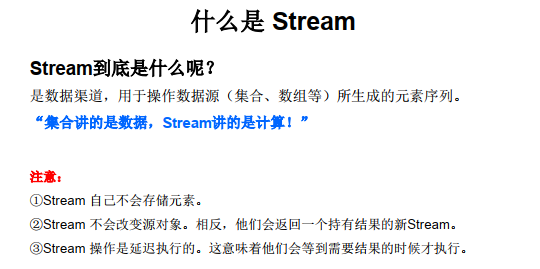 什么是 Stream
Stream到底是什么呢？
是数据渠道，用于操作数据源（集合、数组等）所生成的元素序列。
“集合讲的是数据，Stream讲的是计算！”
注意：
①Stream 自己不会存储元素。
②Stream 不会改变源对象。相反，他们会返回一个持有结果的新Stream。
③Stream 操作是延迟执行的。这意味着他们会等到需要结果的时候才执行。